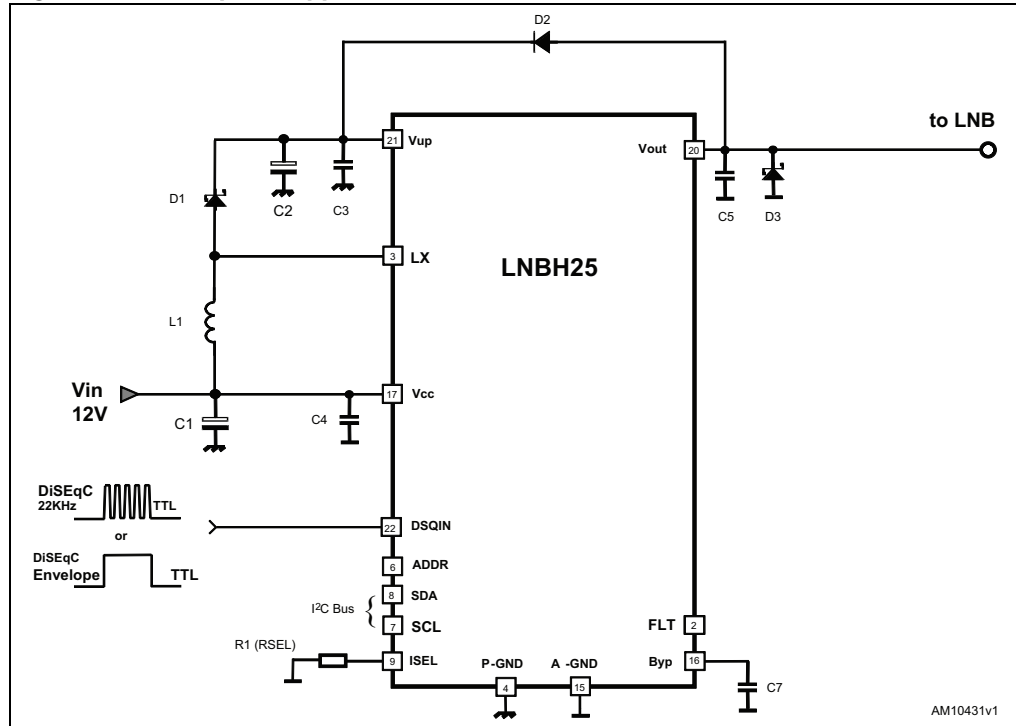 D2
to LNB
21 Vup
Vout 20
D1
C2
C3
C5
D3
3 LX
LNBH25
L1
Vin
12V
17 Vcc
C1
C4
DiSEqC
22KHz
TTL
or
DiSEqC
Envelope
TTL
22 DSQIN
6 ADDR
8 SDA
I²C Bus {
7 SCL
FLT 2
R1 (RSEL)
9 ISEL
P-GND
4
A -GND
15
Byp 16
C7
AM10431v1